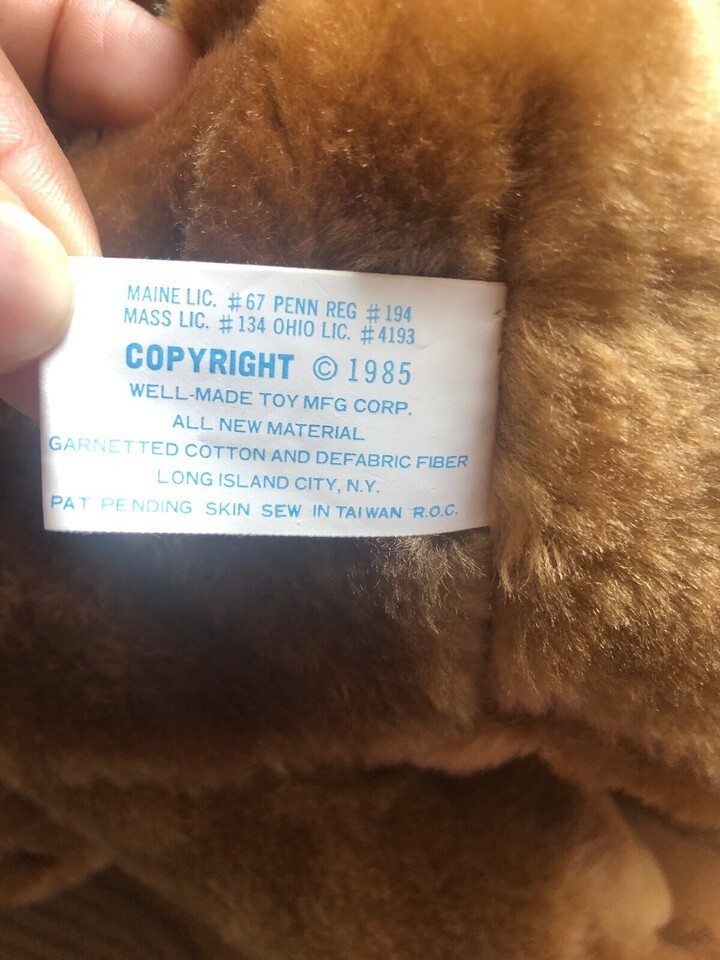 MAINE LIC. #67 PENN REG #194
MASS LIC. #134 OHIO LIC. #4193
COPYRIGHT © 1985
WELL-MADE TOY MFG CORP.
ALL NEW MATERIAL
GARNETTED COTTON AND DEFABRIC FIBER
LONG ISLAND CITY, N.Y.
PAT PENDING SKIN SEW IN TAIWAN R.O.C.